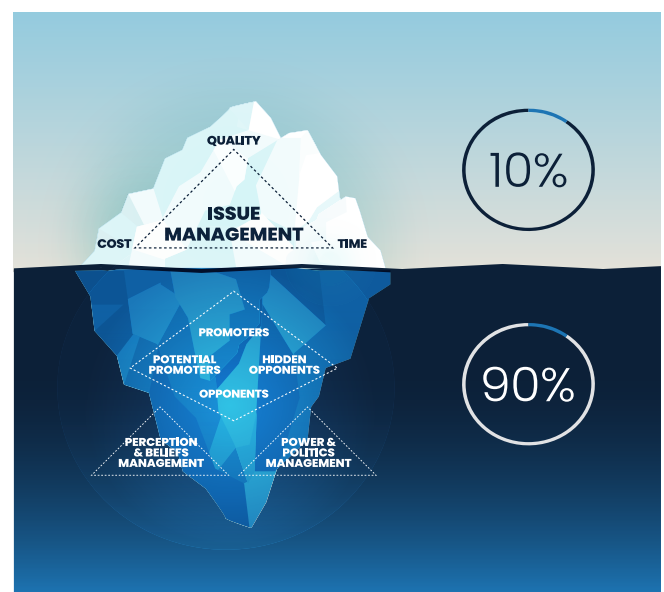 QUALITY
10%
ISSUE
MANAGEMENT
COST
TIME
PROMOTERS
POTENTIAL
PROMOTERS
HIDDEN
OPPONENTS
90%
OPPONENTS
PERCEPTION
& BELIEFS
MANAGEMENT
POWER &
POLITICS
MANAGEMENT